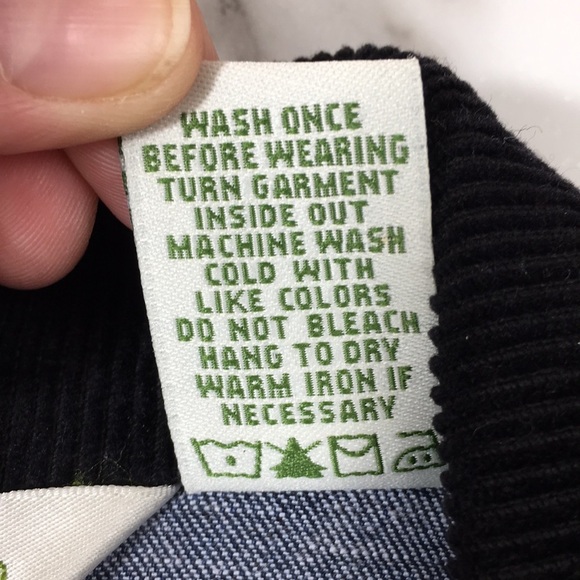 WASH ONCE
BEFORE WEARING
TURN GARMENT
INSIDE OUT
MACHINE WASH
COLD WITH
LIKE COLORS
DO NOT BLEACH
HANG TO DRY
WARM IRON IF
NECESSARY